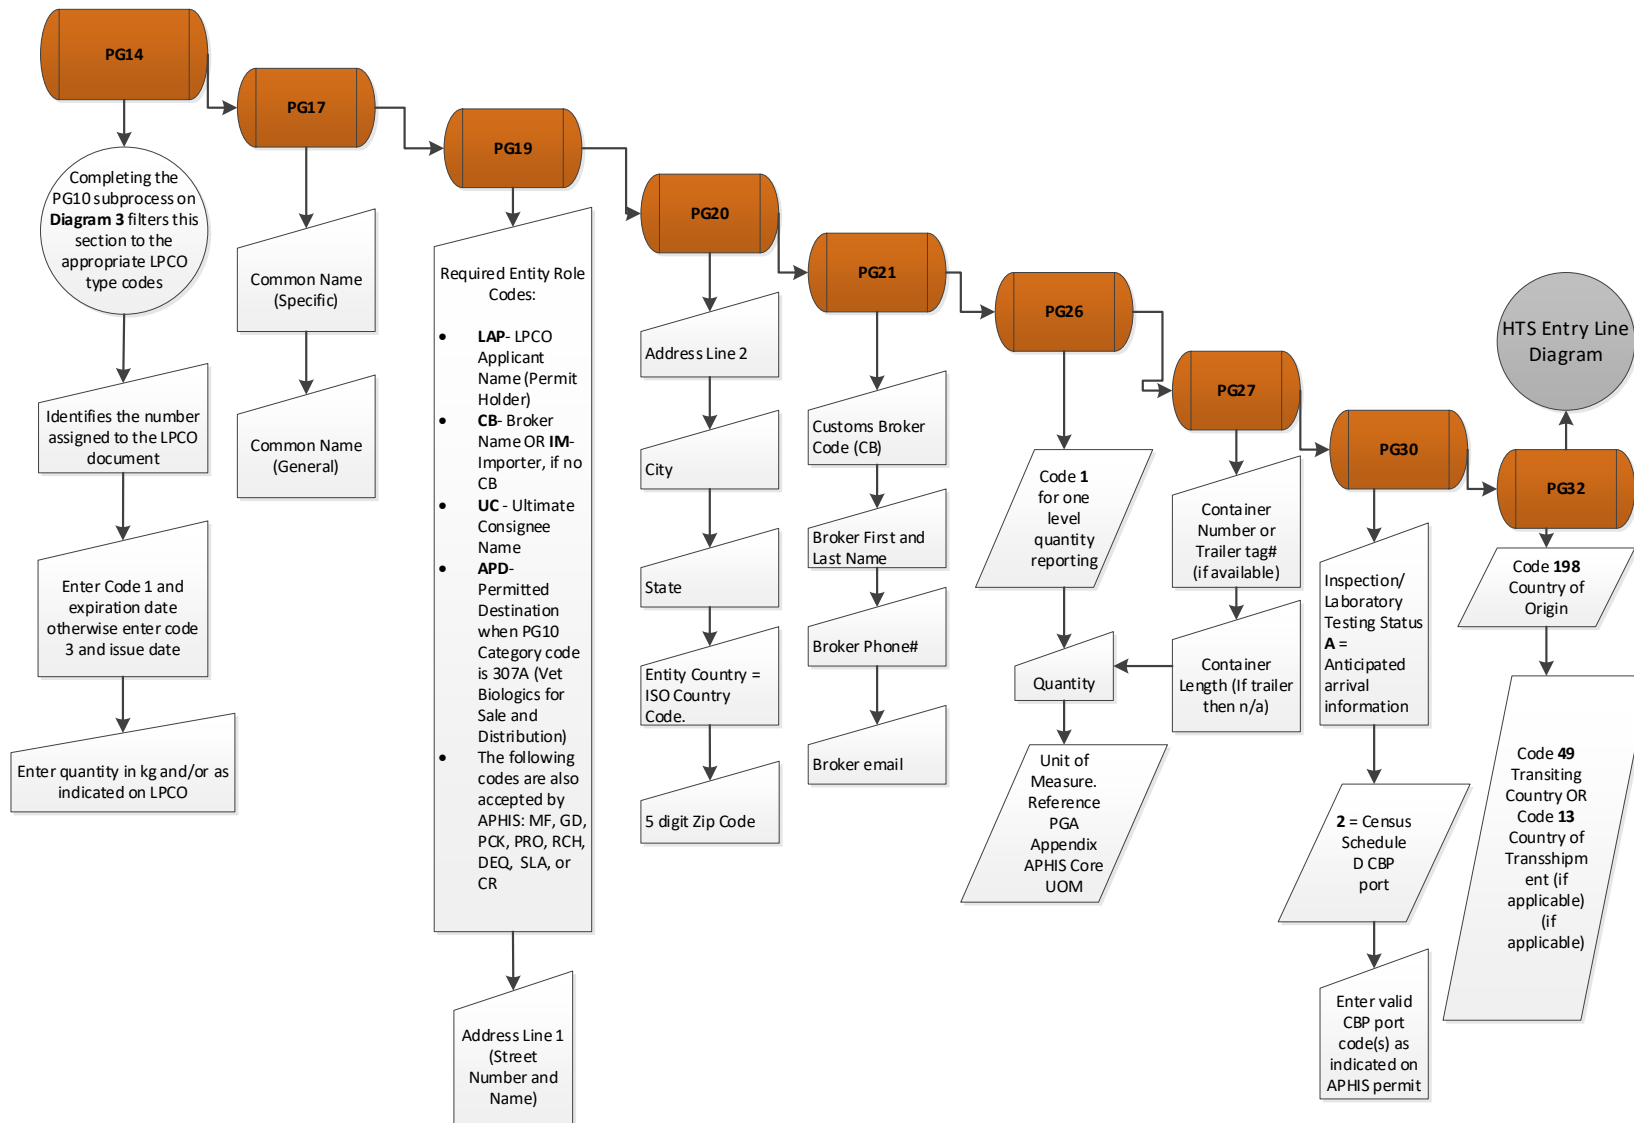 PG14
Completing the
PG10 subprocess on
Diagram 3 filters this
section to the
appropriate LPCO
type codes
Identifies the number
assigned to the LPCO
document
Enter Code 1 and
expiration date
otherwise enter code
3 and issue date
Enter quantity in kg and/or as
indicated on LPCO
PG17
Common Name
(Specific)
Common Name
(General)
PG19
Required Entity Role
Codes:
• LAP- LPCO
Applicant
Name (Permit
Holder)
• CB- Broker
Name OR IM-
Importer, if no
CB
• UC - Ultimate
Consignee
Name
• APD-
Permitted
Destination
when PG10
Category code
is 307A (Vet
Biologics for
Sale and
Distribution)
• The following
codes are also
accepted by
APHIS: MF, GD,
PCK, PRO, RCH,
DEQ, SLA, or
CR
Address Line 1
(Street
Number and
Name)
PG20
Address Line 2
City
State
Entity Country =
ISO Country
Code.
5 digit Zip Code
PG21
Customs Broker
Code (CB)
Broker First and
Last Name
Broker Phone#
Broker email
PG26
Code 1
for one
level
quantity
reporting
Quantity
Unit of
Measure.
Reference
PGA
Appendix
APHIS Core
UOM
PG27
Container
Number or
Trailer tag#
(if available)
Container
Length (If trailer
then n/a)
PG30
Inspection/
Laboratory
Testing Status
A =
Anticipated
arrival
information
2 = Census
Schedule
D CBP
port
Enter valid
CBP port
code(s) as
indicated on
APHIS permit
HTS Entry Line
Diagram
PG32
Code 198
Country of
Origin
Code 49
Transiting
Country OR
Code 13
Country of
Transshipm
ent (if
applicable)
(if
applicable)